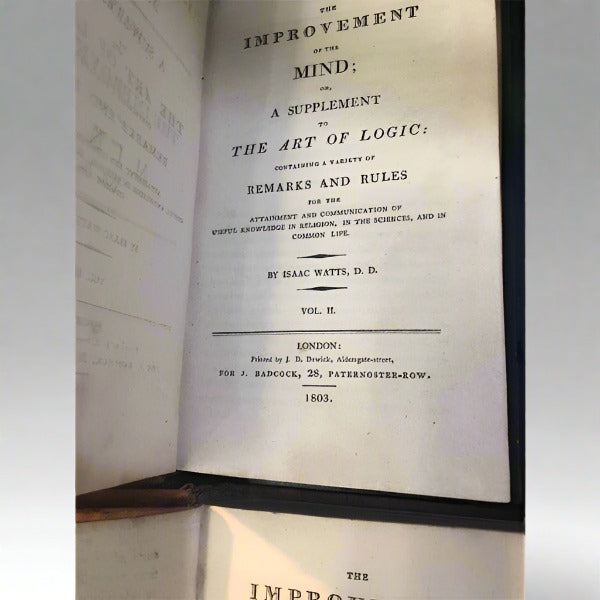 THE
IMPROVEMENT
OF THE
MIND;
OR,
A SUPPLEMENT
TO
THE ART OF LOGIC:
CONTAINING A VARIETY OF
REMARKS AND RULES
FOR THE
ATTAINMENT AND COMMUNICATION OF
USEFUL KNOWLEDGE IN RELIGION, IN THE SCIENCES, AND IN
COMMON LIFE.
BY ISAAC WATTS, D. D.
VOL. II.
LONDON:
Printed by J. D. Dewick, Aldersgate-street,
FOR J. BADCOCK, 28, PATERNOSTER-ROW.
1803.
THE